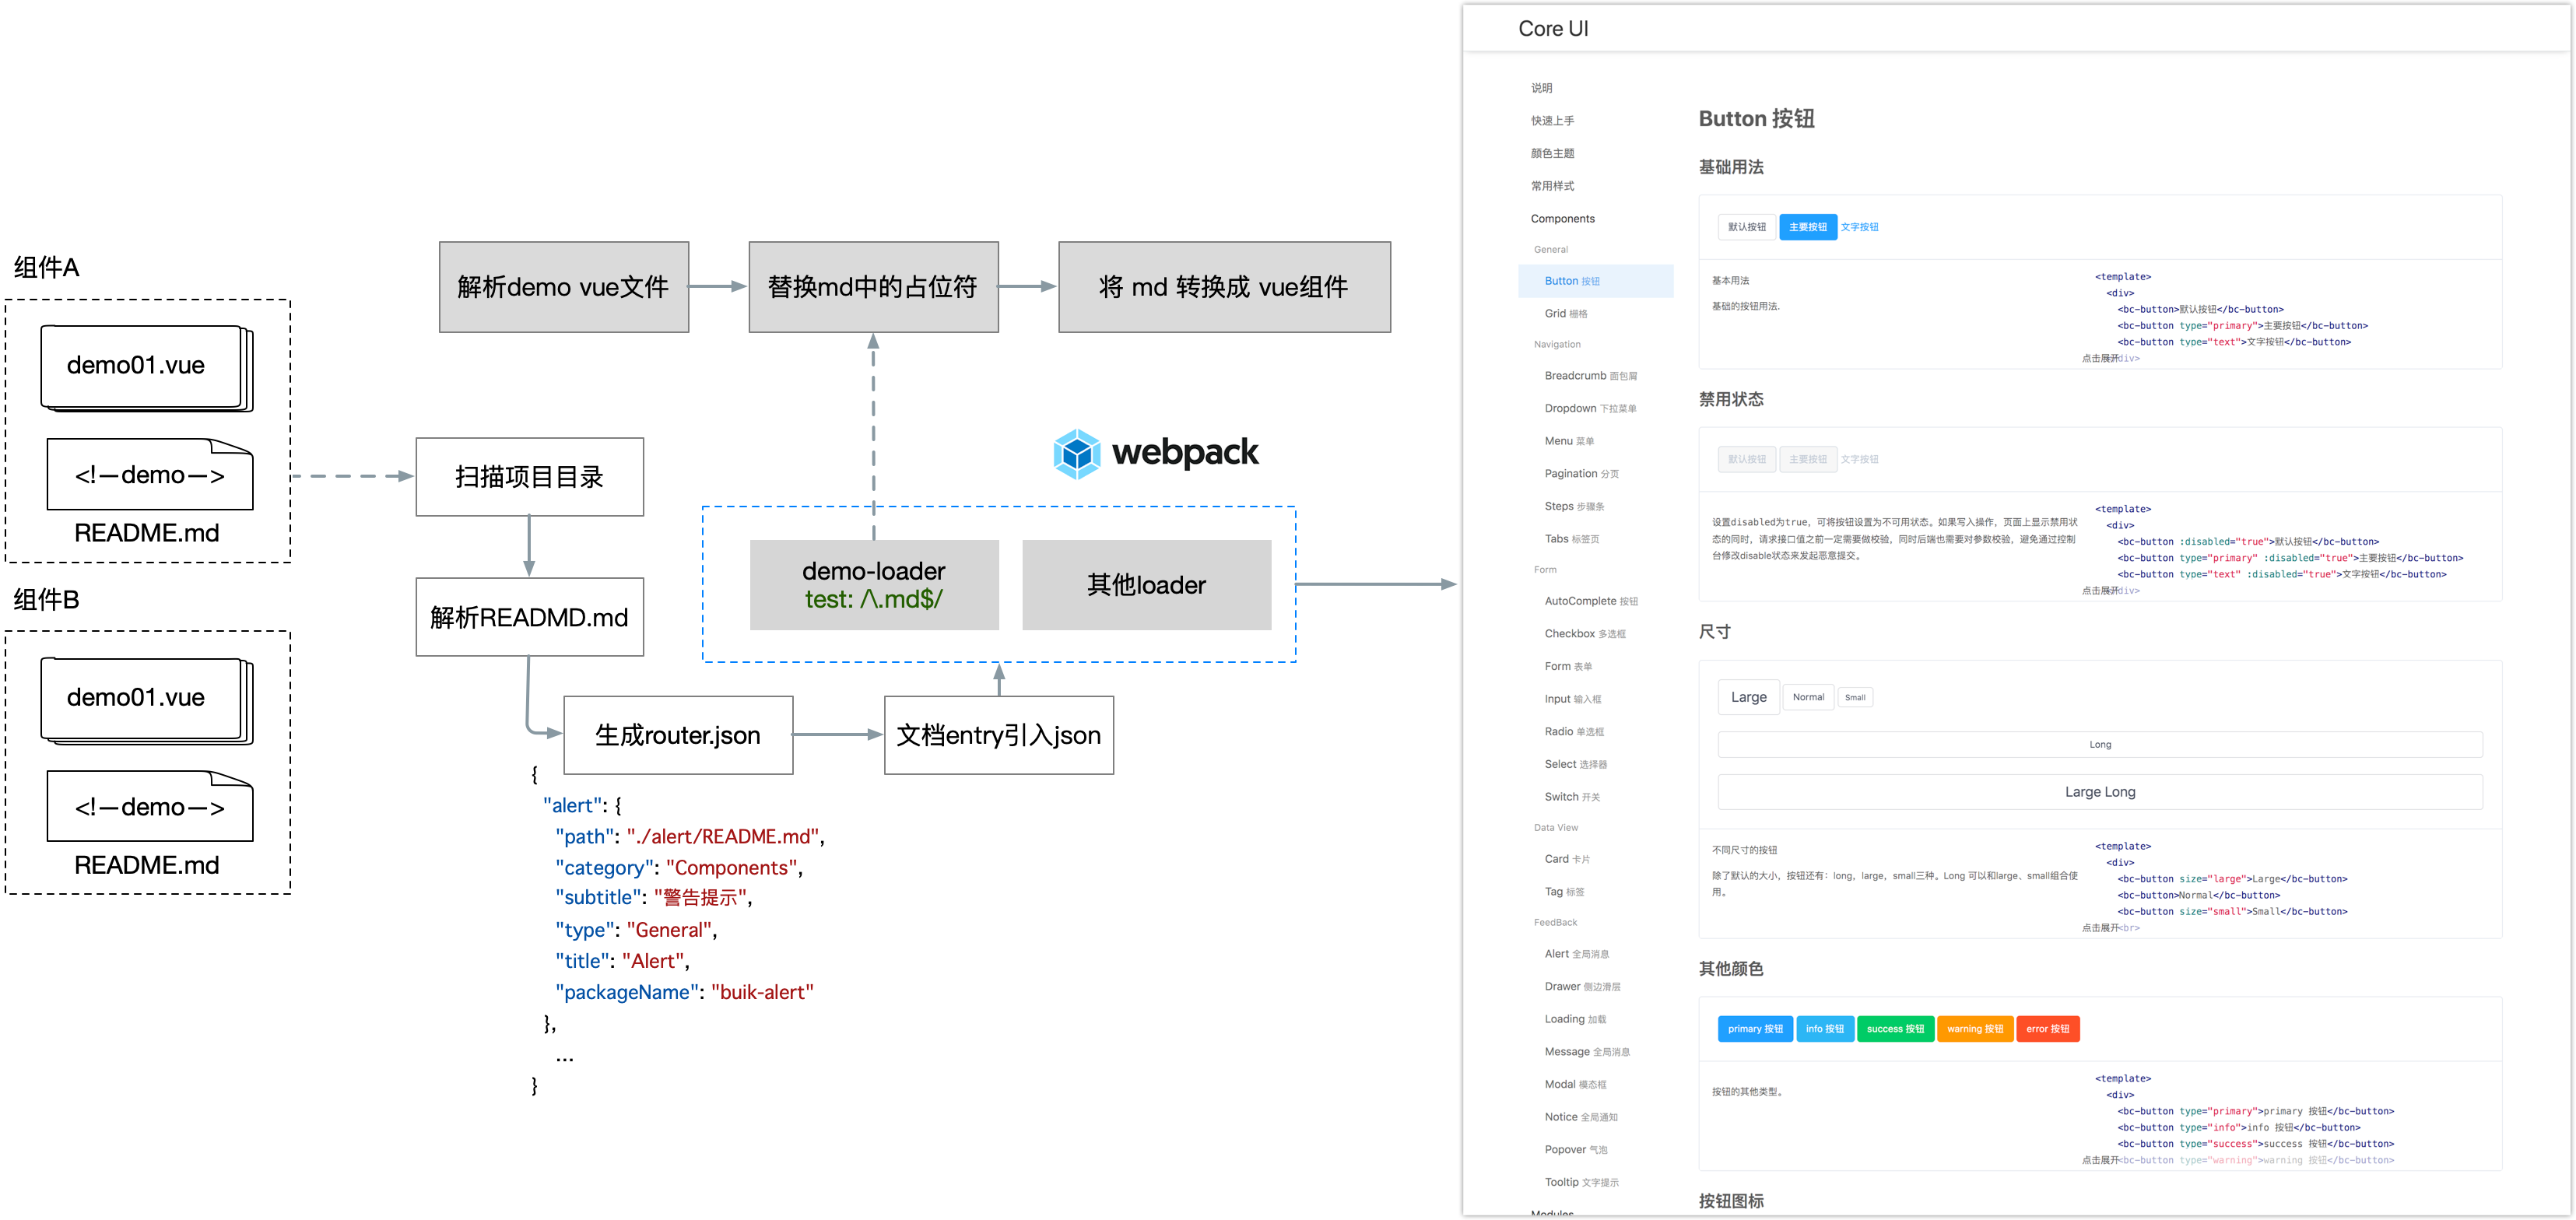 组件A
demo01.vue
<!—demo—>
README.md
组件B
demo01.vue
<!—demo—>
README.md
解析demo vue文件
替换md中的占位符
将 md 转换成 vue组件
扫描项目目录
解析READMD.md
webpack
demo-loader
test: /\.md$/
其他loader
生成router.json
文档entry引入json
{
"alert": {
"path": "./alert/README.md",
"category": "Components",
"subtitle": "警告提示",
"type": "General",
"title": "Alert",
"packageName": "buik-alert"
},
...
}
Core UI
说明
快速上手
颜色主题
常用样式
Components
General
Button 按钮
Grid 栅格
Navigation
Breadcrumb 面包屑
Dropdown 下拉菜单
Menu 菜单
Pagination 分页
Steps 步骤条
Tabs 标签页
Form
AutoComplete 按钮
Checkbox 多选框
Form 表单
Input 输入框
Radio 单选框
Select 选择器
Switch 开关
Data View
Card 卡片
Tag 标签
FeedBack
Alert 全局消息
Drawer 侧边滑层
Loading 加载
Message 全局消息
Modal 模态框
Notice 全局通知
Popover 气泡
Tooltip 文字提示
Modules
Button 按钮
基础用法
默认按钮 主要按钮 文字按钮
基本用法
基础的按钮用法.
<template>
<div>
<bc-button>默认按钮</bc-button>
<bc-button type="primary">主要按钮</bc-button>
<bc-button type="text">文字按钮</bc-button>
点击展开</div>
禁用状态
默认按钮 主要按钮 文字按钮
设置disabled为true，可将按钮设置为不可用状态。如果写入操作，页面上显示禁用状
态的同时，请求接口值之前一定需要做校验，同时后端也需要对参数校验，避免通过控制
台修改disable状态来发起恶意提交。
<template>
<div>
<bc-button :disabled="true">默认按钮</bc-button>
<bc-button type="primary" :disabled="true">主要按钮</bc-button>
<bc-button type="text" :disabled="true">文字按钮</bc-button>
点击展开</div>
尺寸
Large Normal Small
Long
Large Long
不同尺寸的按钮
除了默认的大小，按钮还有：long，large，small三种。Long 可以和large、small组合使
用。
<template>
<div>
<bc-button size="large">Large</bc-button>
<bc-button>Normal</bc-button>
<bc-button size="small">Small</bc-button>
点击展开<br>
其他颜色
primary 按钮 info 按钮 success 按钮 warning 按钮 error 按钮
按钮的其他类型。
<template>
<div>
<bc-button type="primary">primary 按钮</bc-button>
<bc-button type="info">info 按钮</bc-button>
<bc-button type="success">success 按钮</bc-button>
点击展开<bc-button type="warning">warning 按钮</bc-button>
按钮图标